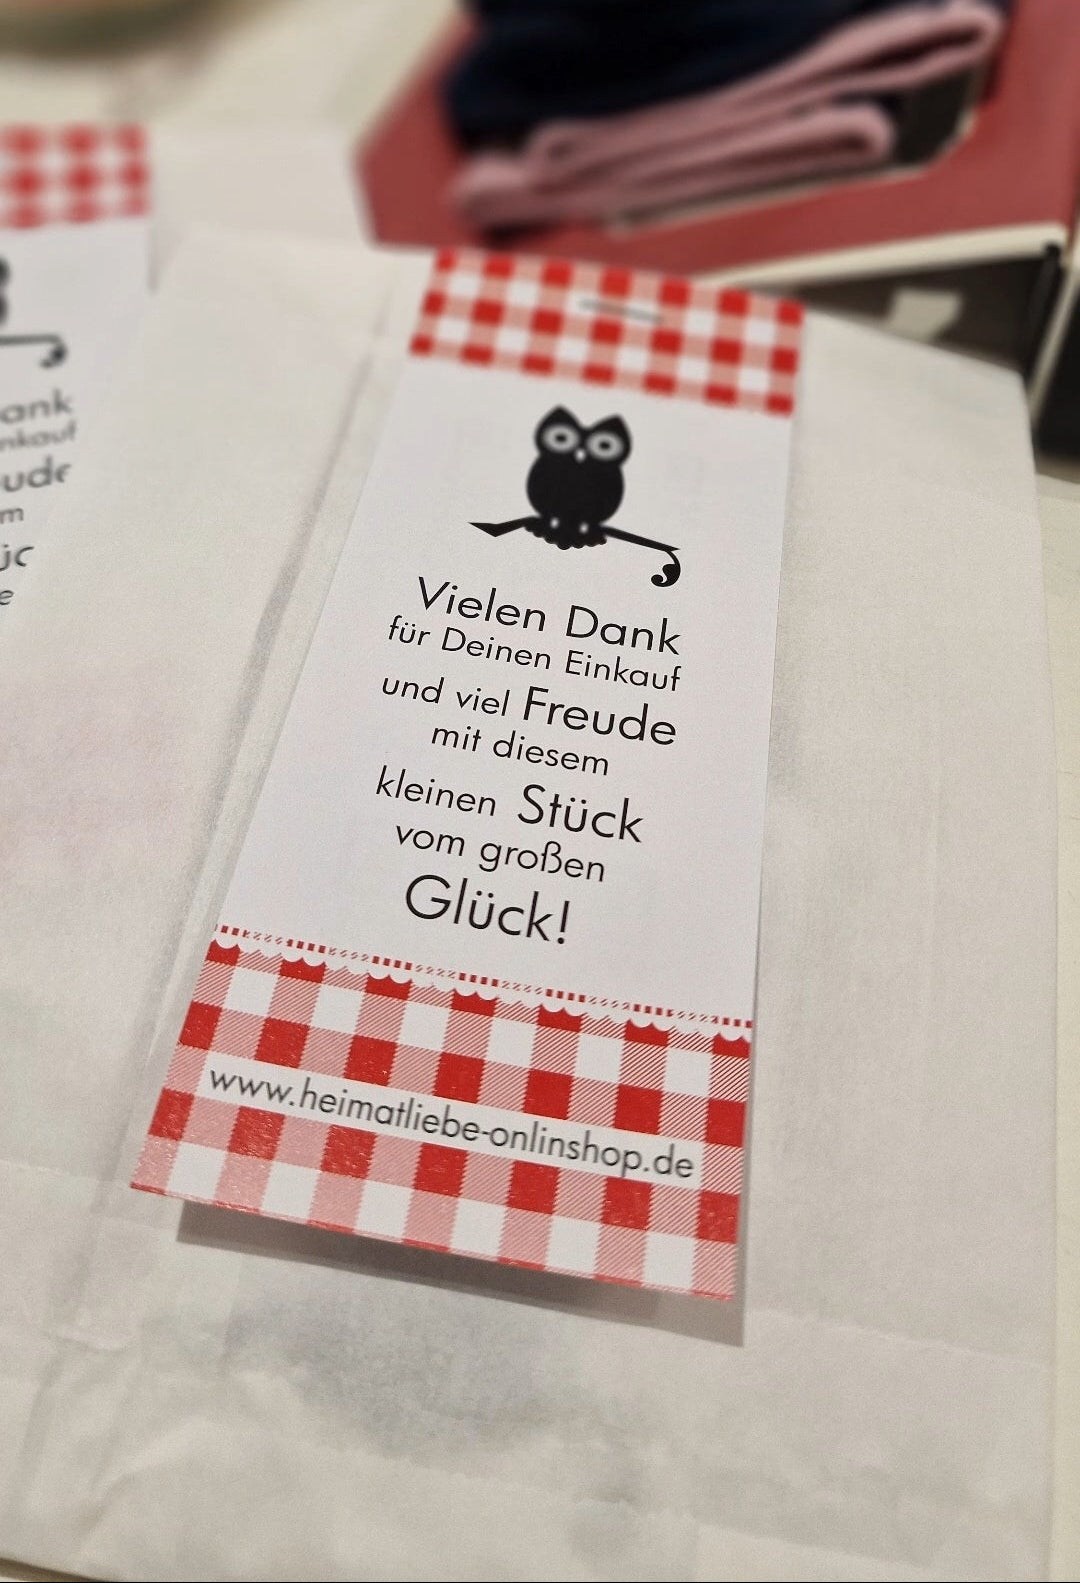 Vielen Dank
für Deinen Einkauf
und viel Freude
mit diesem
kleinen Stück
vom großen
Glück!
www.heimatliebe-onlinshop.de